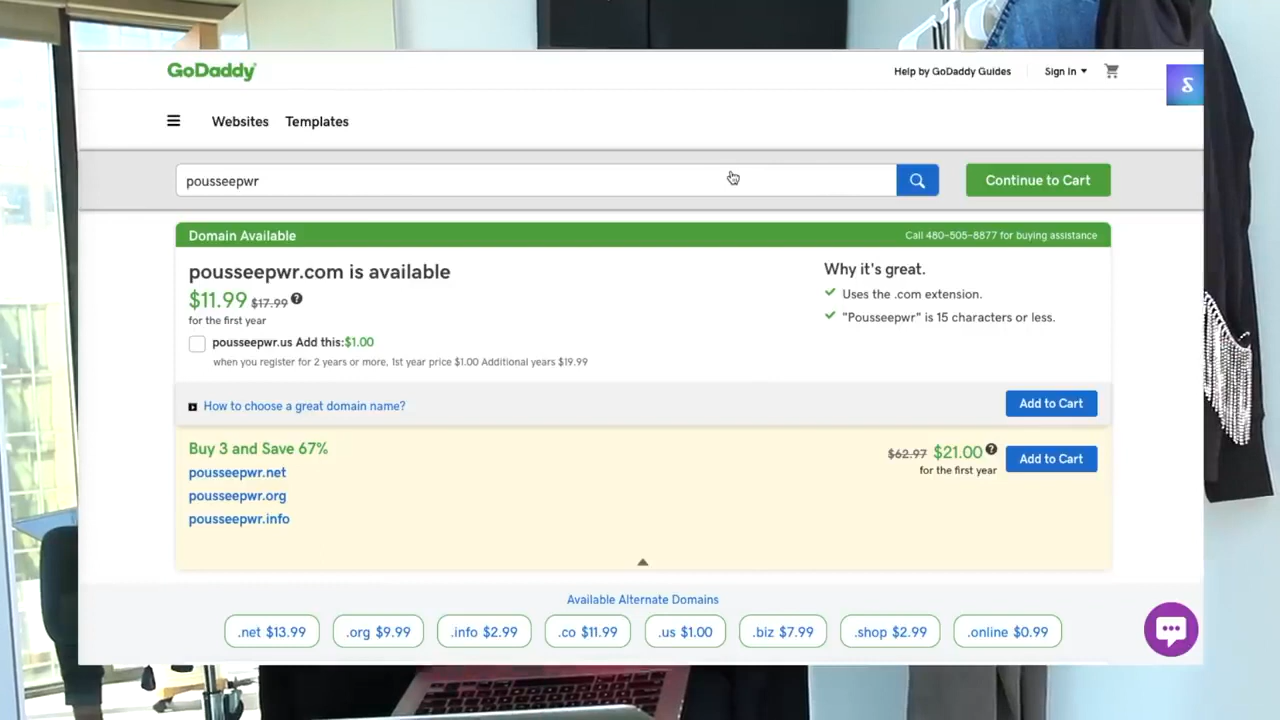 GoDaddy
Help by GoDaddy Guides
Sign In
Websites
Templates
pousseepwr
Continue to Cart
Domain Available
Call 480-505-8877 for buying assistance
pousseepwr.com is available
$11.99 $17.99
for the first year
pousseepwr.us Add this:$1.00
when you register for 2 years or more, 1st year price $1.00 Additional years $19.99
Why it's great.
Uses the .com extension.
"Pousseepwr" is 15 characters or less.
How to choose a great domain name?
Add to Cart
Buy 3 and Save 67%
pousseepwr.net
pousseepwr.org
pousseepwr.info
$62.97 $21.00
for the first year
Add to Cart
Available Alternate Domains
.net $13.99
.org $9.99
.info $2.99
.co $11.99
.us $1.00
.biz $7.99
.shop $2.99
.online $0.99